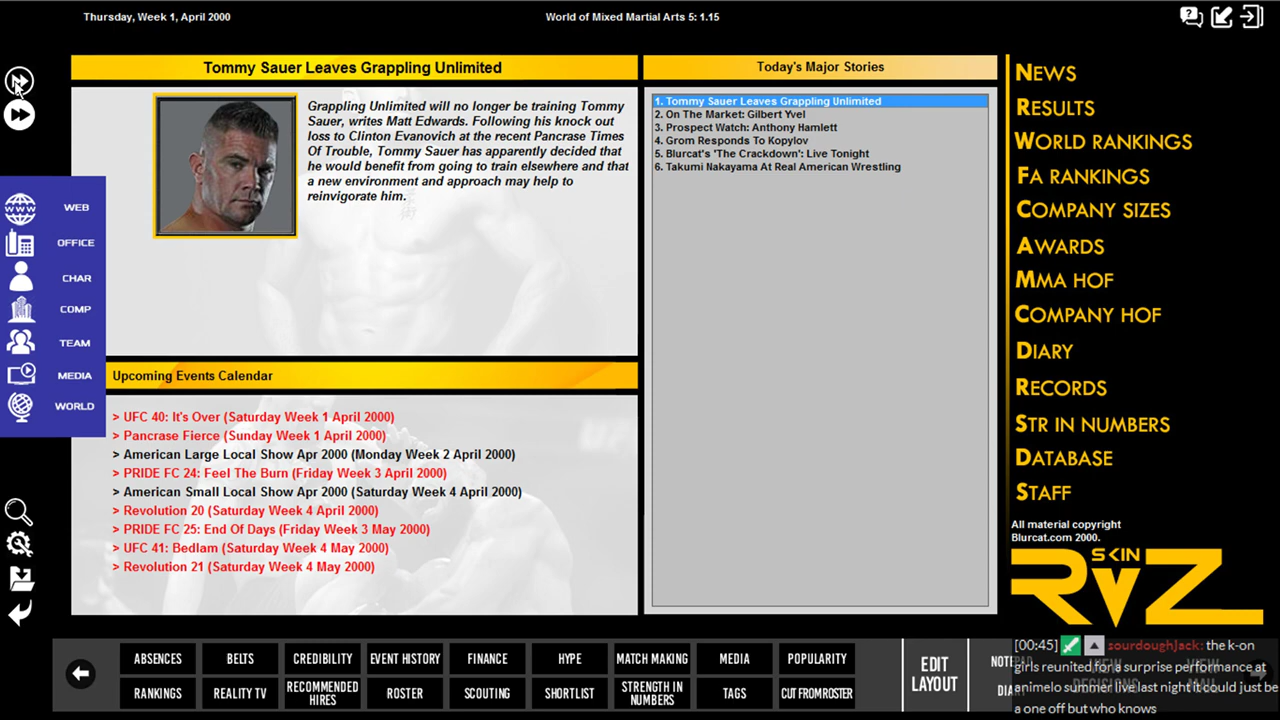 Thursday, Week 1, April 2000
World of Mixed Martial Arts 5: 1.15
Tommy Sauer Leaves Grappling Unlimited
Grappling Unlimited will no longer be training Tommy
Sauer, writes Matt Edwards. Following his knock out
loss to Clinton Evanovich at the recent Pancrase Times
Of Trouble, Tommy Sauer has apparently decided that
he would benefit from going to train elsewhere and that
a new environment and approach may help to
reinvigorate him.
Today's Major Stories
1. Tommy Sauer Leaves Grappling Unlimited
2. On The Market: Gilbert Yvel
3. Prospect Watch: Anthony Hamlett
4. Grom Responds To Kopylov
5. Blurcat's 'The Crackdown': Live Tonight
6. Takumi Nakayama At Real American Wrestling
WWW
WEB
OFFICE
CHAR
COMP
TEAM
MEDIA
WORLD
Upcoming Events Calendar
> UFC 40: It's Over (Saturday Week 1 April 2000)
> Pancrase Fierce (Sunday Week 1 April 2000)
> American Large Local Show Apr 2000 (Monday Week 2 April 2000)
> PRIDE FC 24: Feel The Burn (Friday Week 3 April 2000)
> American Small Local Show Apr 2000 (Saturday Week 4 April 2000)
> Revolution 20 (Saturday Week 4 April 2000)
> PRIDE FC 25: End Of Days (Friday Week 3 May 2000)
> UFC 41: Bedlam (Saturday Week 4 May 2000)
> Revolution 21 (Saturday Week 4 May 2000)
NEWS
RESULTS
WORLD RANKINGS
FA RANKINGS
COMPANY SIZES
AWARDS
MMA HOF
COMPANY HOF
DIARY
RECORDS
STR IN NUMBERS
DATABASE
STAFF
All material copyright
Blurcat.com 2000.
SKIN
RVZ
ABSENCES
BELTS
CREDIBILITY
EVENT HISTORY
FINANCE
HYPE
MATCH MAKING
MEDIA
POPULARITY
RANKINGS
REALITY TV
RECOMMENDED
HIRES
ROSTER
SCOUTING
SHORTLIST
STRENGTH IN
NUMBERS
TAGS
CUT FROM ROSTER
EDIT
LAYOUT
[00:45] sourdoughjack: the k-on
girls reunited for a surprise performance at
animelo summer live last night it could just be
a one off but who knows